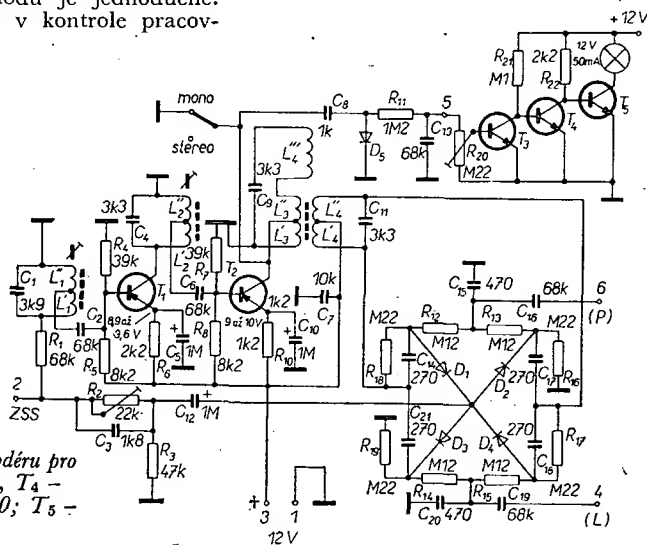 hodu je jednoduché.
v kontrole pracov-
+12V
mono
stéreo
C8
1k
R11
1M2
5
C13
68k
D5
R20
M22
R21
M1
2k2
R22
12V
50mA
T3
T4
T5
3k3
C9
L4'''
C4
3k3
L2''
L2'
L3''
L3'
L4''
L4'
C11
3k3
R4
39k
39k
R7
T1
T2
C1
3k9
L1''
L1'
C2
68k
R1
68k
R5
8k2
8,9 až
3,6 V
2k2
R6
C5
1M
C6
68k
R8
8k2
9 až 10V
1k2
1k2
R10
C10
1M
10k
C7
2
ZSS
R2
22k
C3
1k8
R3
47k
C12
1M
+
3
1
12 V
C15
470
C16
68k
6
(P)
R12
M12
R13
M12
M22
R18
C14
270
D1
D2
270
C17
M22
R16
C21
270
D3
D4
270
C18
R17
M22
R19
M22
M12
R14
M12
R15
C20
470
C19
68k
4
(L)
odéru pro
, T4 –
0; T5 –